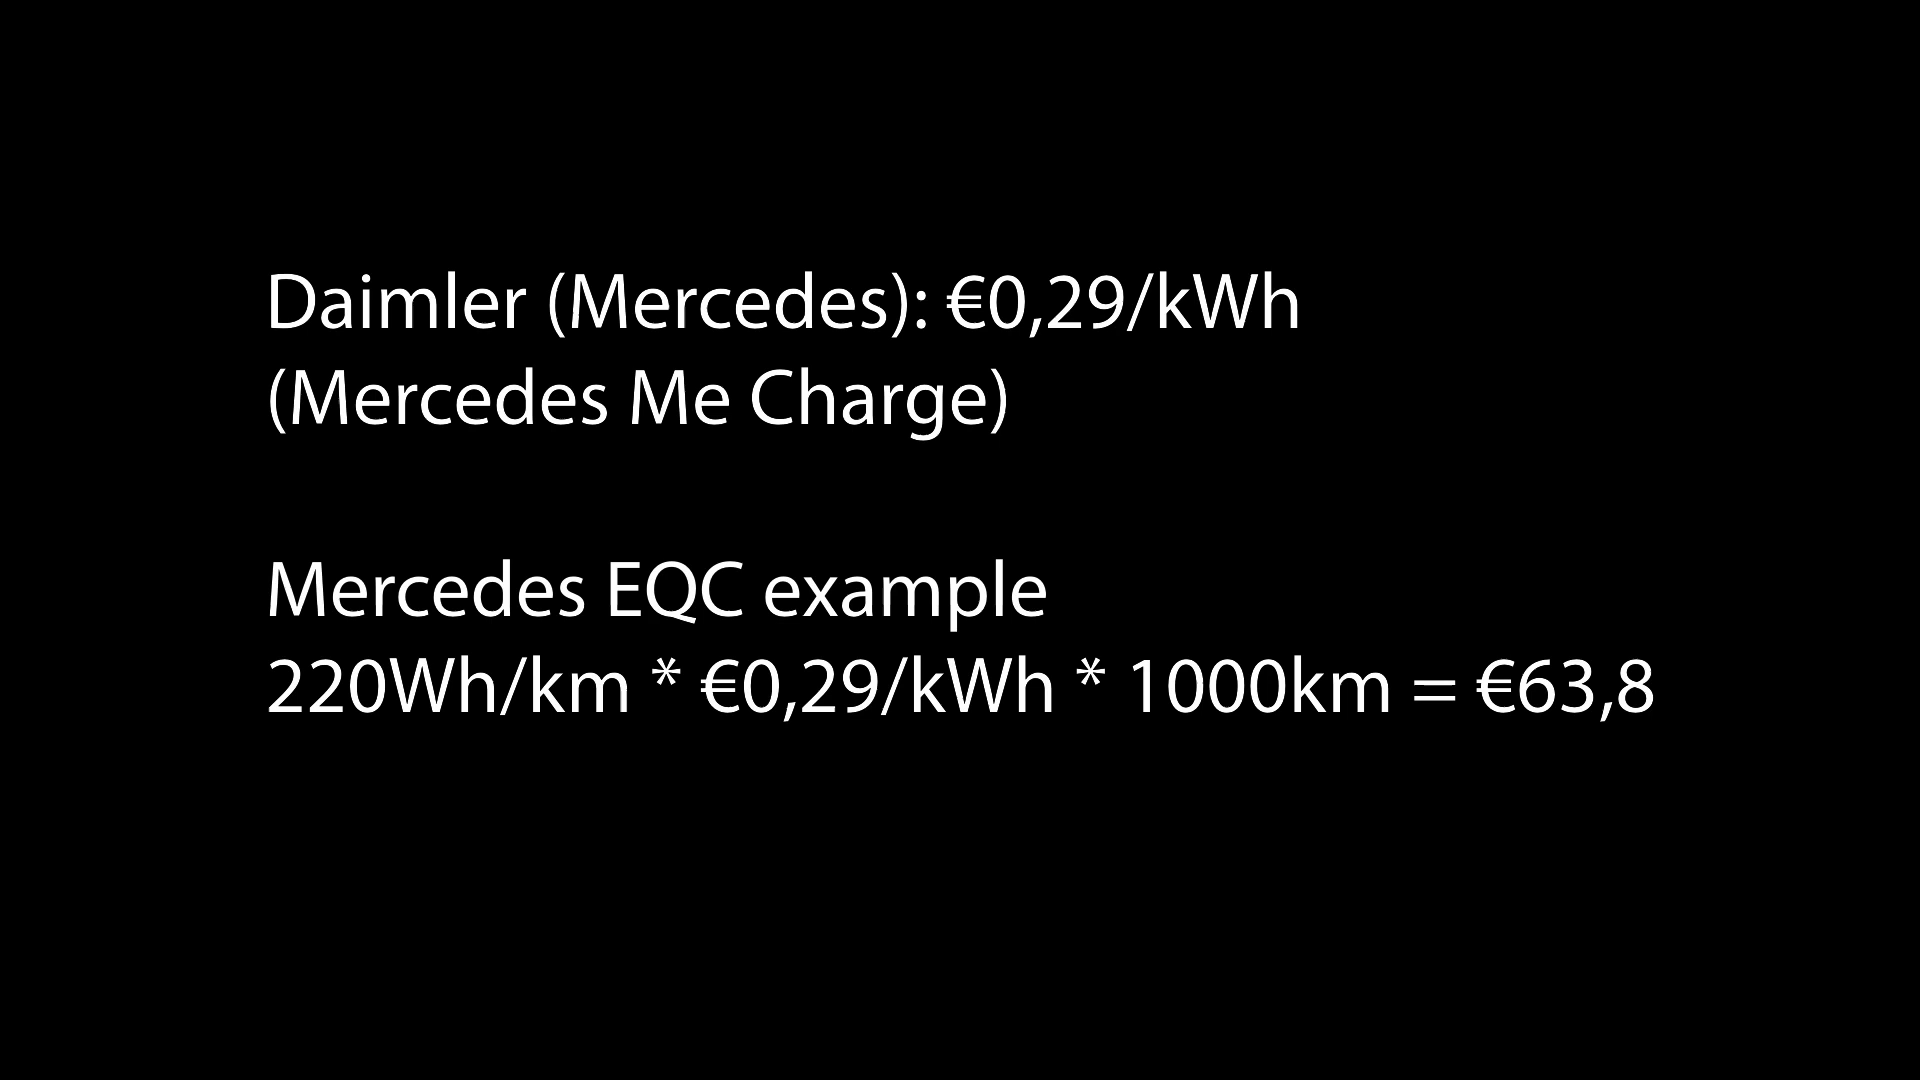 Daimler (Mercedes): €0,29/kWh
(Mercedes Me Charge)
Mercedes EQC example
220Wh/km * €0,29/kWh * 1000km = €63,8